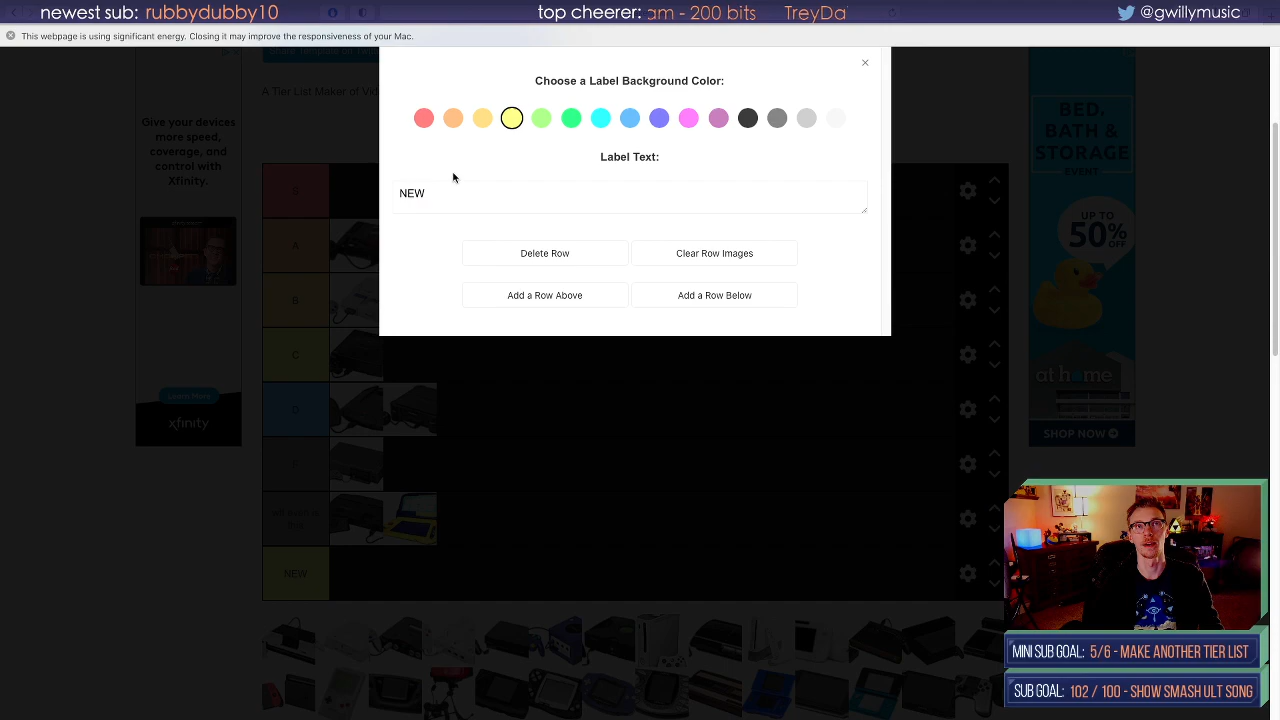 newest sub: rubbydubby10
top cheerer: am - 200 bits TreyDa
@gwillymusic
This webpage is using significant energy. Closing it may improve the responsiveness of your Mac.
A Tier List Maker of Vid
Choose a Label Background Color:
Label Text:
NEW
Delete Row
Clear Row Images
Add a Row Above
Add a Row Below
Give your devices
more speed,
coverage, and
control with
Xfinity.
Learn More
xfinity
A
B
C
D
F
NEW
BED,
BATH &
STORAGE
EVENT
UP TO
50%
OFF
at home
SHOP NOW
MINI SUB GOAL: 5/6 - MAKE ANOTHER TIER LIST
SUB GOAL: 102 / 100 - SHOW SMASH ULT SONG